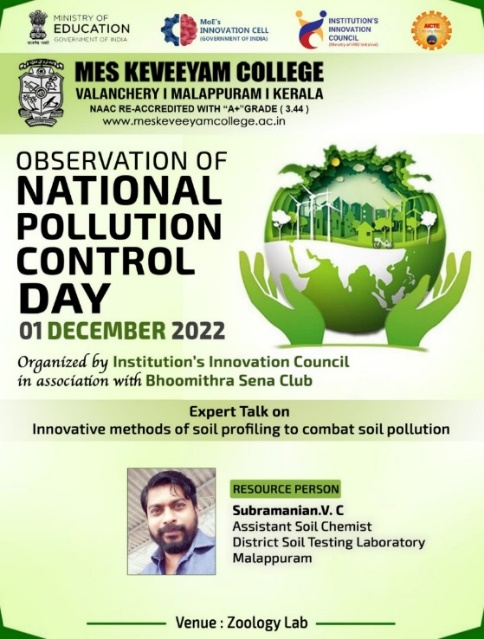 MINISTRY OF
EDUCATION
GOVERNMENT OF INDIA
MoE's
INNOVATION CELL
(GOVERNMENT OF INDIA)
INSTITUTION'S
INNOVATION
COUNCIL
(Ministry of HRD Initiative)
AICTE
MES KEVEEYAM COLLEGE
VALANCHERY I MALAPPURAM I KERALA
NAAC RE-ACCREDITED WITH "A+"GRADE ( 3.44 )
www.meskeveeyamcollege.ac.in
OBSERVATION OF
NATIONAL
POLLUTION
CONTROL
DAY
01 DECEMBER 2022
Organized by Institution's Innovation Council
in association with Bhoomithra Sena Club
Expert Talk on
Innovative methods of soil profiling to combat soil pollution
RESOURCE PERSON
Subramanian.V. C
Assistant Soil Chemist
District Soil Testing Laboratory
Malappuram
Venue : Zoology Lab